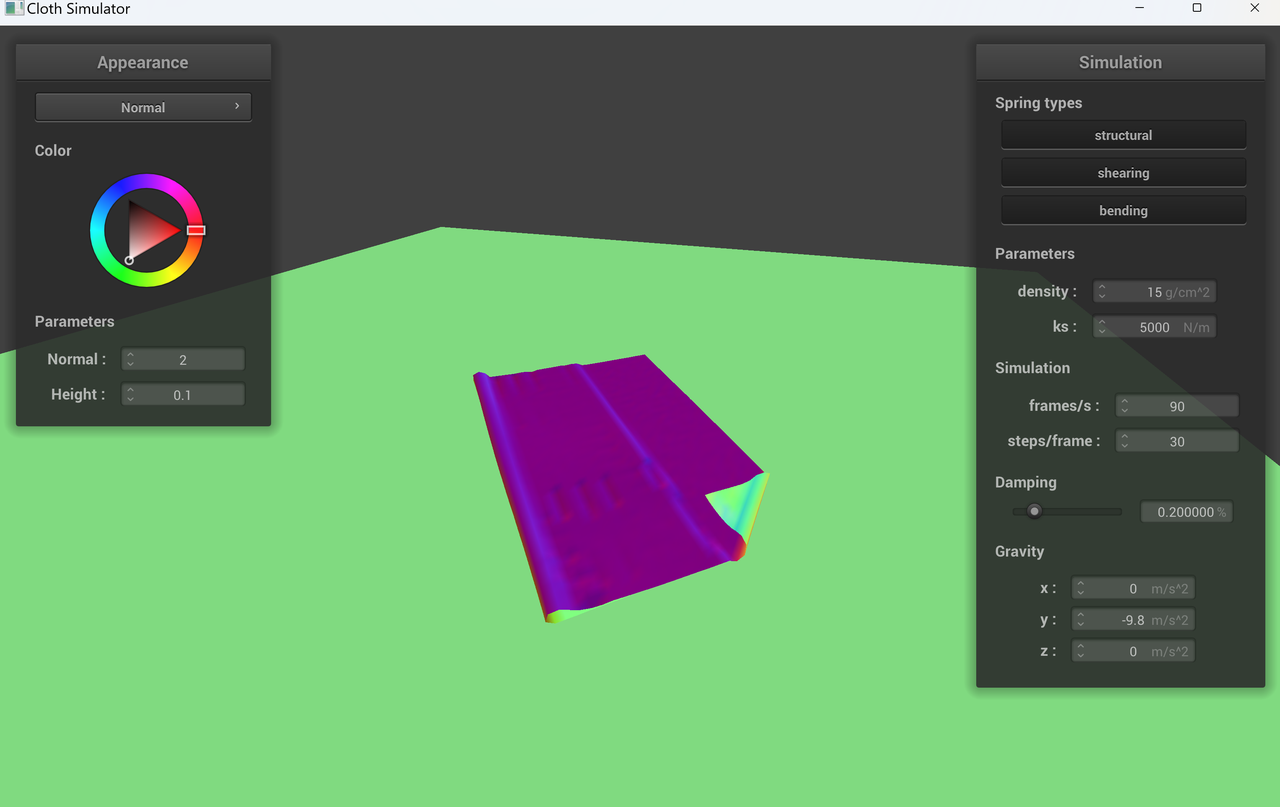 Cloth Simulator
Appearance
Normal
Color
Parameters
Normal : 2
Height : 0.1
Simulation
Spring types
structural
shearing
bending
Parameters
density : 15 g/cm^2
ks : 5000 N/m
Simulation
frames/s : 90
steps/frame : 30
Damping
0.200000 %
Gravity
x : 0 m/s^2
y : -9.8 m/s^2
z : 0 m/s^2